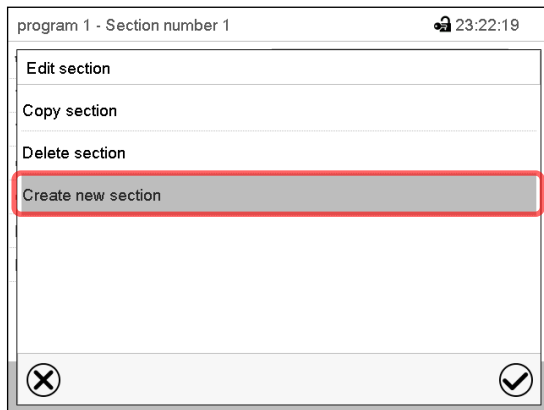 program 1 - Section number 1 23:22:19
Edit section
Copy section
Delete section
Create new section